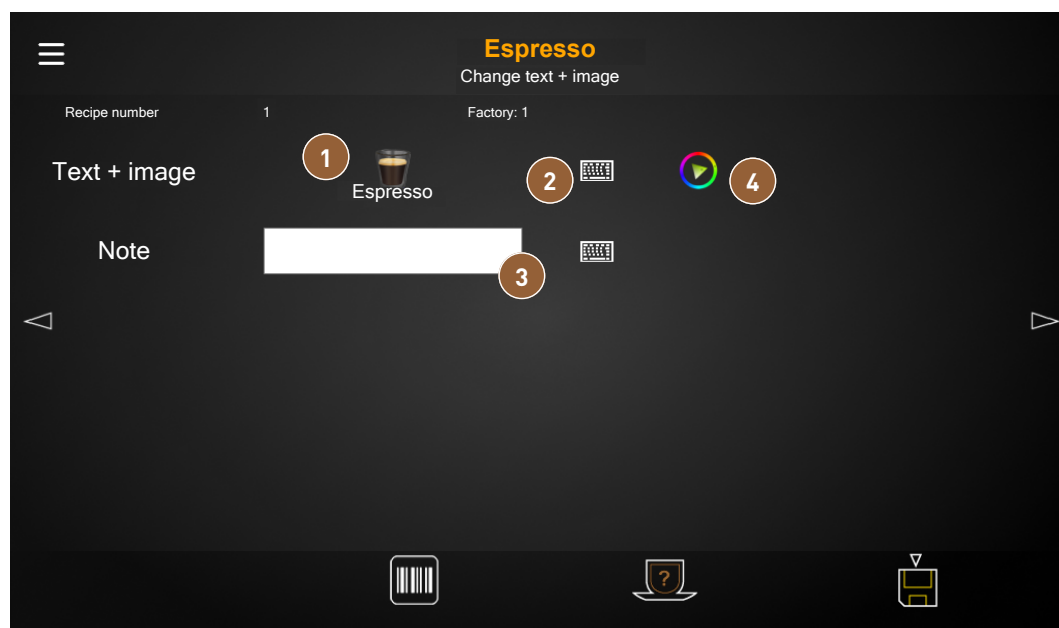 Espresso
Change text + image
Recipe number 1 Factory: 1
Text + image
1
Espresso
2
4
Note
3
?